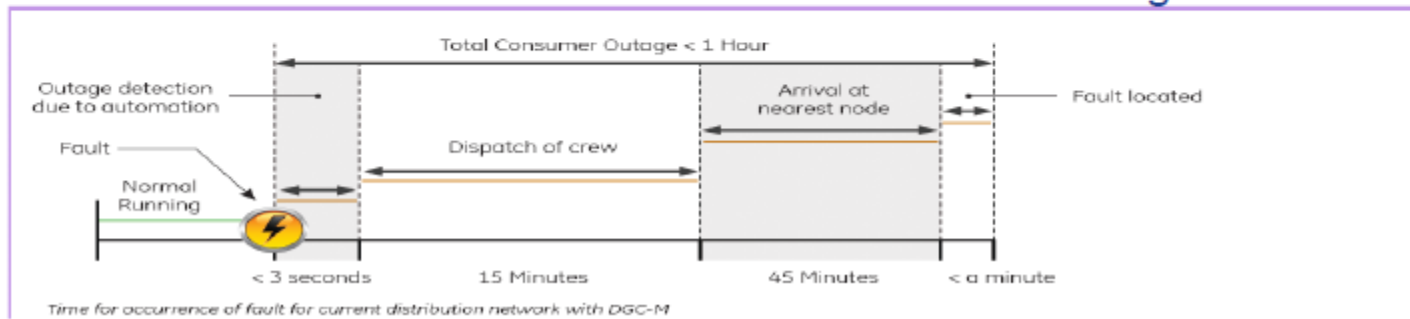 Total Consumer Outage < 1 Hour
Outage detection
due to automation
Arrival at
nearest node
Fault located
Fault
Dispatch of crew
Normal
Running
< 3 seconds
15 Minutes
45 Minutes
< a minute
Time for occurrence of fault for current distribution network with DGC-M